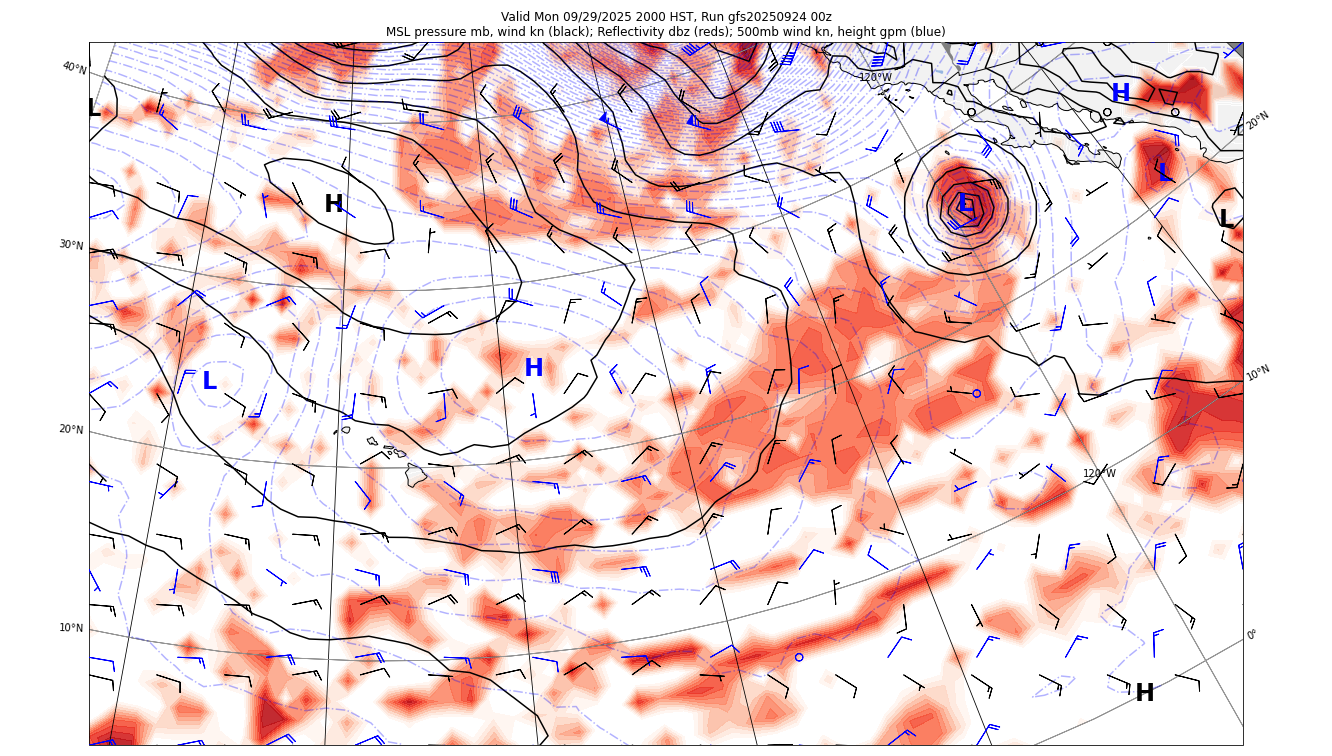 Valid Mon 09/29/2025 2000 HST, Run gfs20250924 00z
MSL pressure mb, wind kn (black); Reflectivity dbz (reds); 500mb wind kn, height gpm (blue)
40°N
120°W
H
L
20°N
L
L
H
L
30°N
H
L
10°N
20°N
120°W
10°N
0°
H